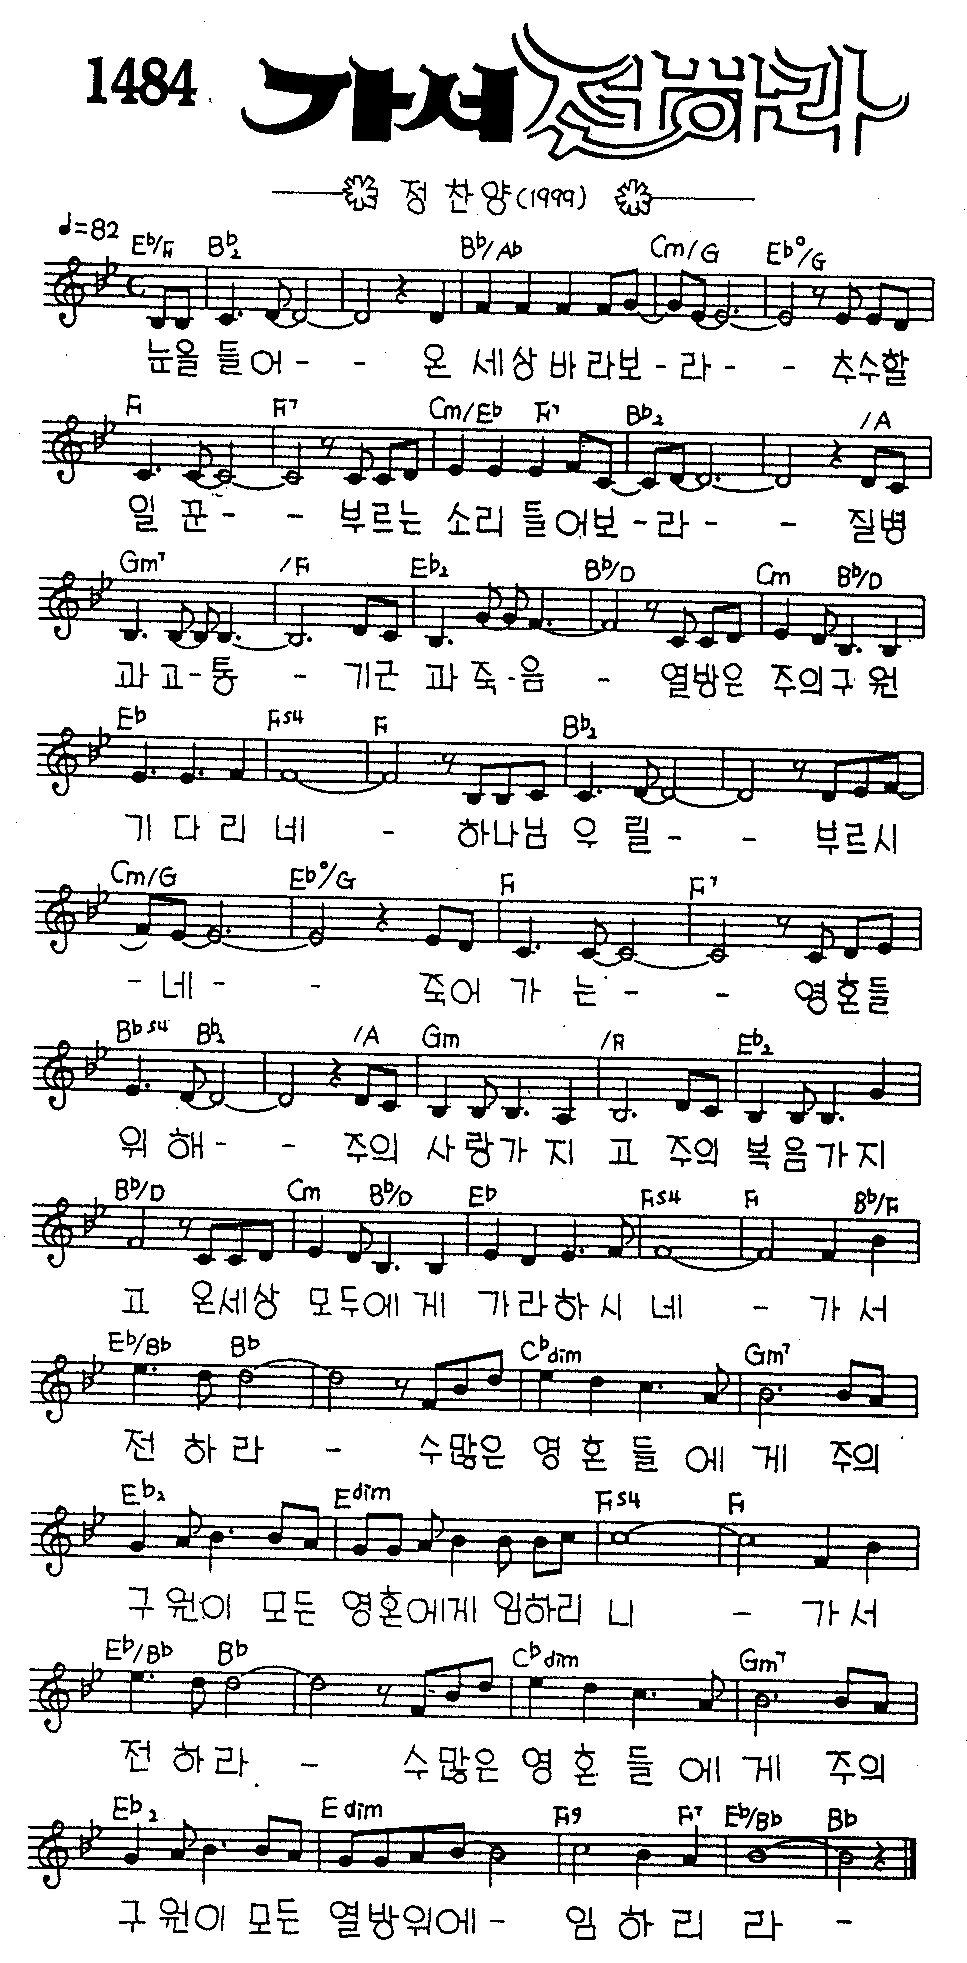 1484 가서 전하라
정찬양(1999)
♩=82
Eb/F Bb2 Bb/Ab Cm/G Eb°/G
눈을 들어 - - 온 세상 바라보 - 라 - - 추수할
F F7 Cm/Eb F7 Bb2 /A
일 꾼 - - 부르는 소리 들어보 - 라 - - 질병
Gm7 /F Eb2 Bb/D Cm Bb/D
과 고 - 통 - 기근 과 죽 - 음 - 열방은 주의구 원
Eb Fs4 F Bb2
기 다 리 네 - 하나님 우 릴 - - 부르시
Cm/G Eb°/G F F7
- 네 - - 죽어 가 는 - - 영혼들
Bbs4 Bb2 /A Gm /F Eb2
위 해 - - 주의 사 랑가 지 고 주의 복음가지
Bb/D Cm Bb/D Eb Fs4 F Bb/F
고 온세상 모두에 게 가라하시 네 - 가 서
Eb/Bb Bb Cbdim Gm7
전 하 라 - 수많은 영 혼 들 에 게 주의
Eb2 Edim Fs4 F
구 원이 모든 영혼에게 임하리 니 - 가 서
Eb/Bb Bb Cbdim Gm7
전 하 라 - 수많은 영 혼 들 에 게 주의
Eb2 Edim F9 F7 Eb/Bb Bb
구 원이 모든 열방위에 - 임 하 리 라 -